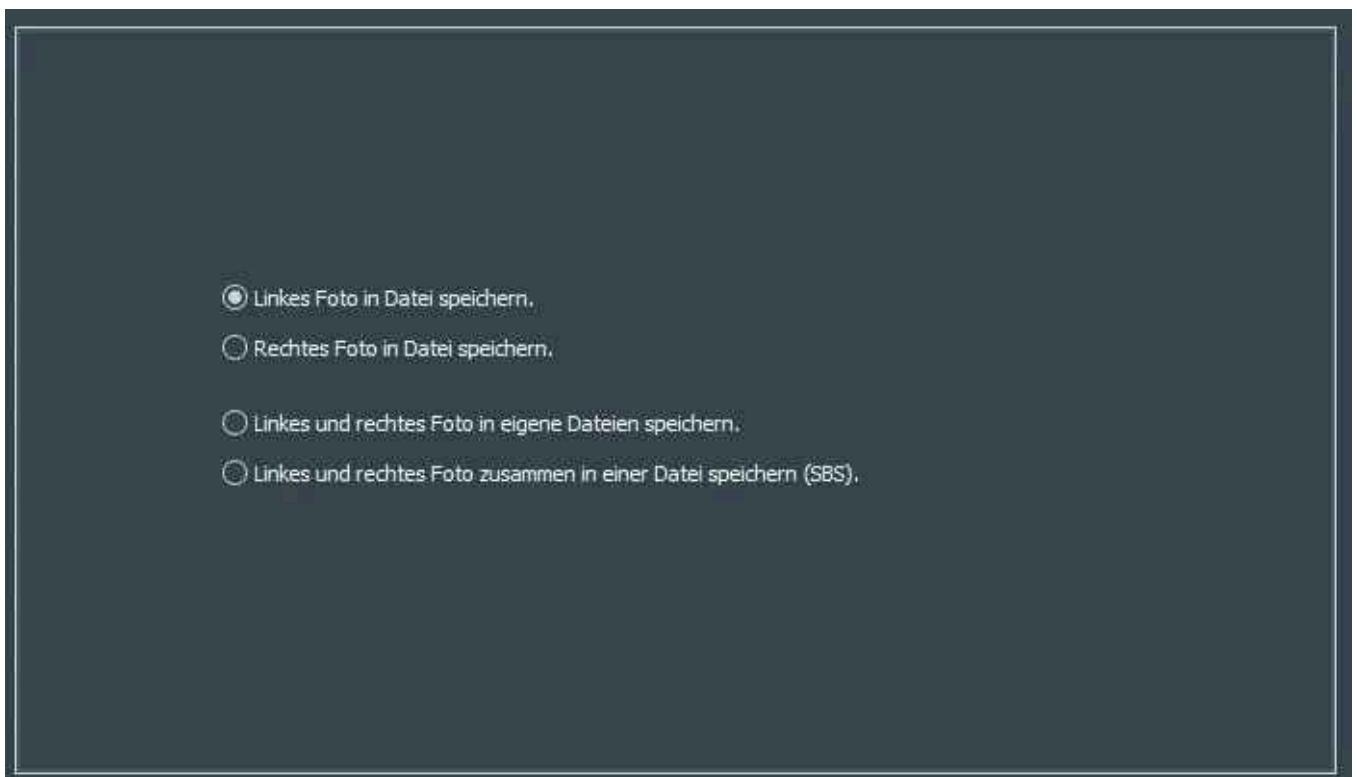 Linkes Foto in Datei speichern.
Rechtes Foto in Datei speichern.
Linkes und rechtes Foto in eigene Dateien speichern.
Linkes und rechtes Foto zusammen in einer Datei speichern (SBS).